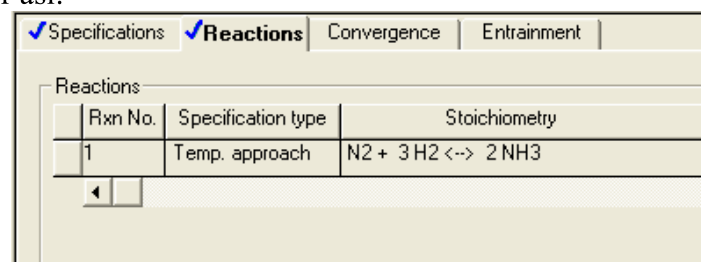 Specifications Reactions Convergence Entrainment
Reactions
Rxn No. Specification type Stoichiometry
1 Temp. approach N2 + 3 H2 <--> 2 NH3